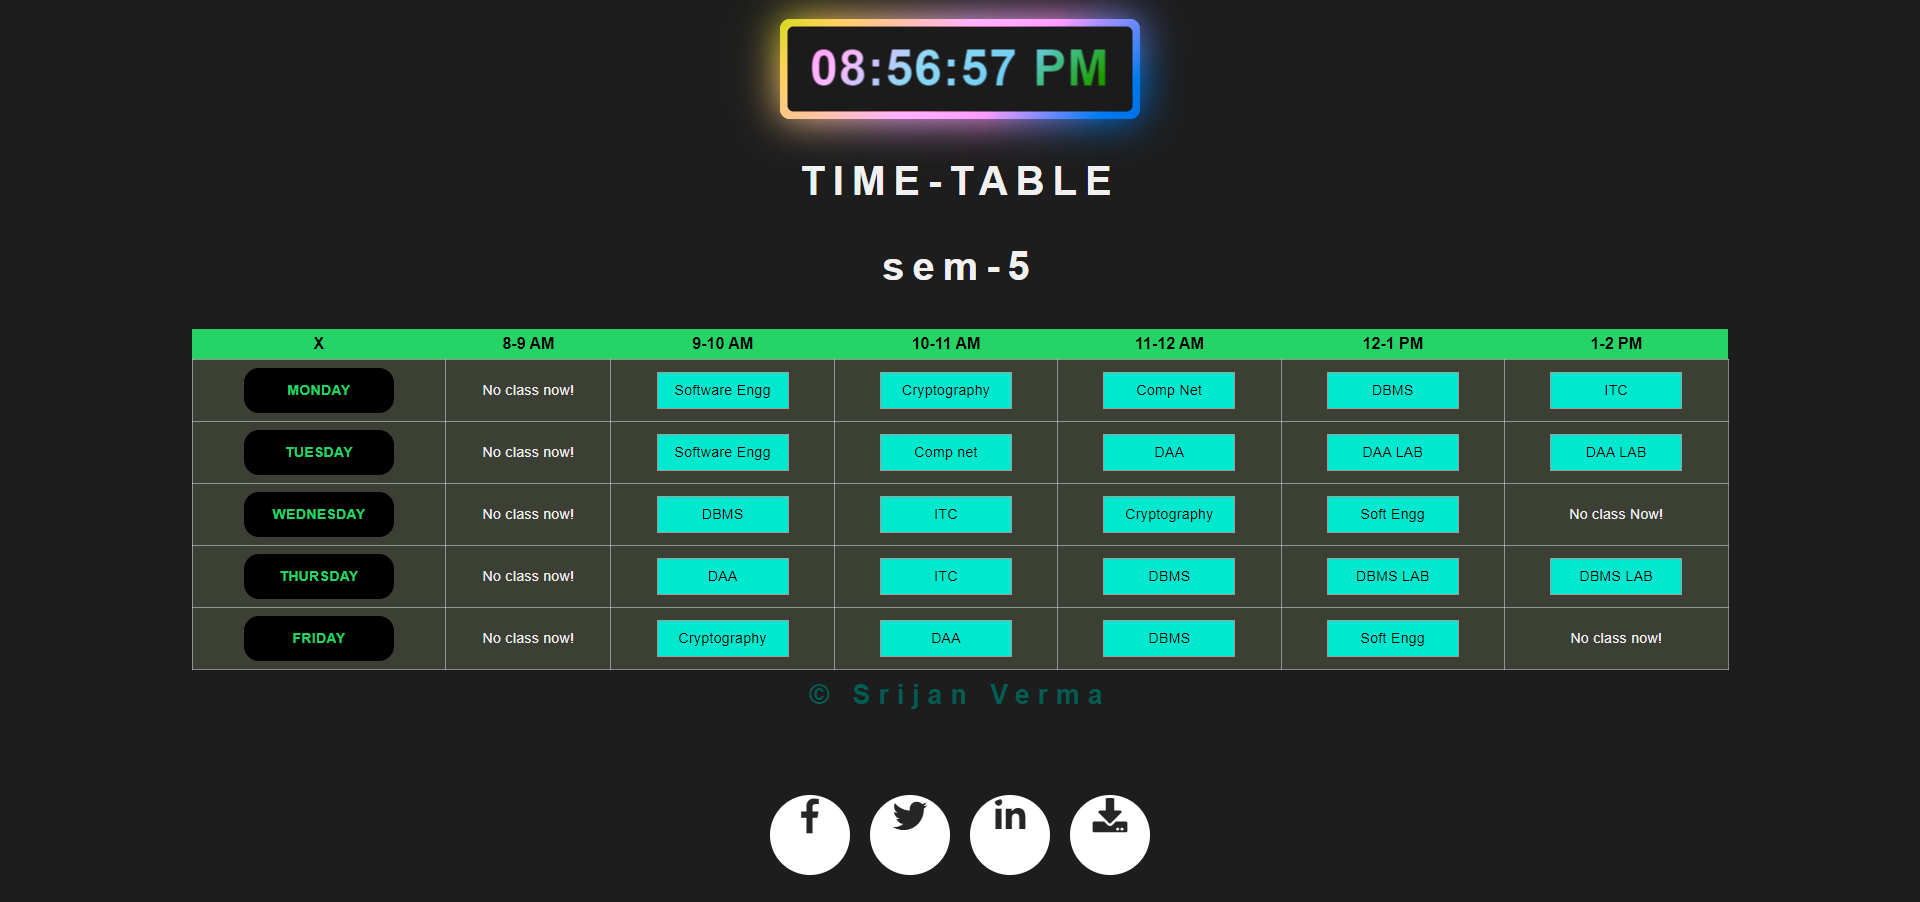 08:56:57 PM
TIME-TABLE
sem-5
X 8-9 AM 9-10 AM 10-11 AM 11-12 AM 12-1 PM 1-2 PM
MONDAY No class now! Software Engg Cryptography Comp Net DBMS ITC
TUESDAY No class now! Software Engg Comp net DAA DAA LAB DAA LAB
WEDNESDAY No class now! DBMS ITC Cryptography Soft Engg No class Now!
THURSDAY No class now! DAA ITC DBMS DBMS LAB DBMS LAB
FRIDAY No class now! Cryptography DAA DBMS Soft Engg No class now!
© Srijan Verma